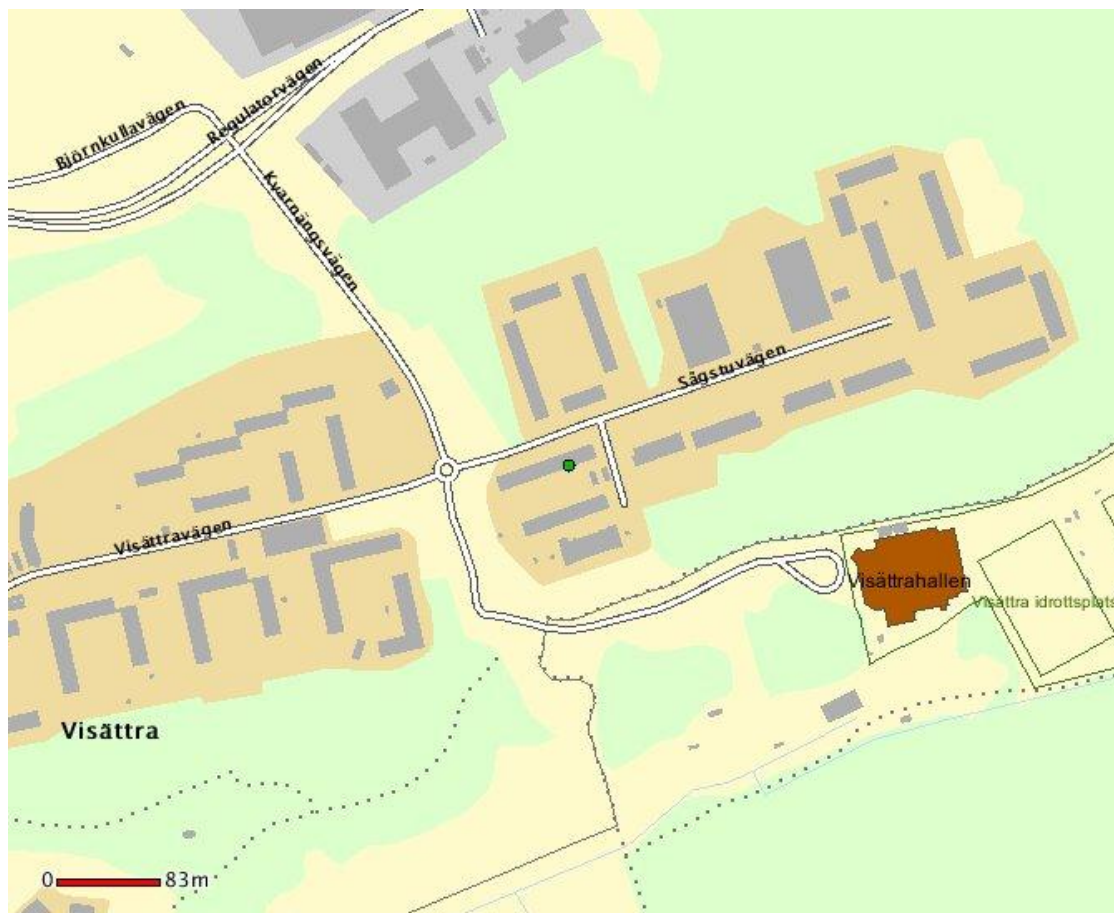 Björnkullavägen
Regulatorvägen
Kvarnängsvägen
Sågstuvägen
Visättravägen
Visättrahallen
Visättra idrottsplats
Visättra
0 83m